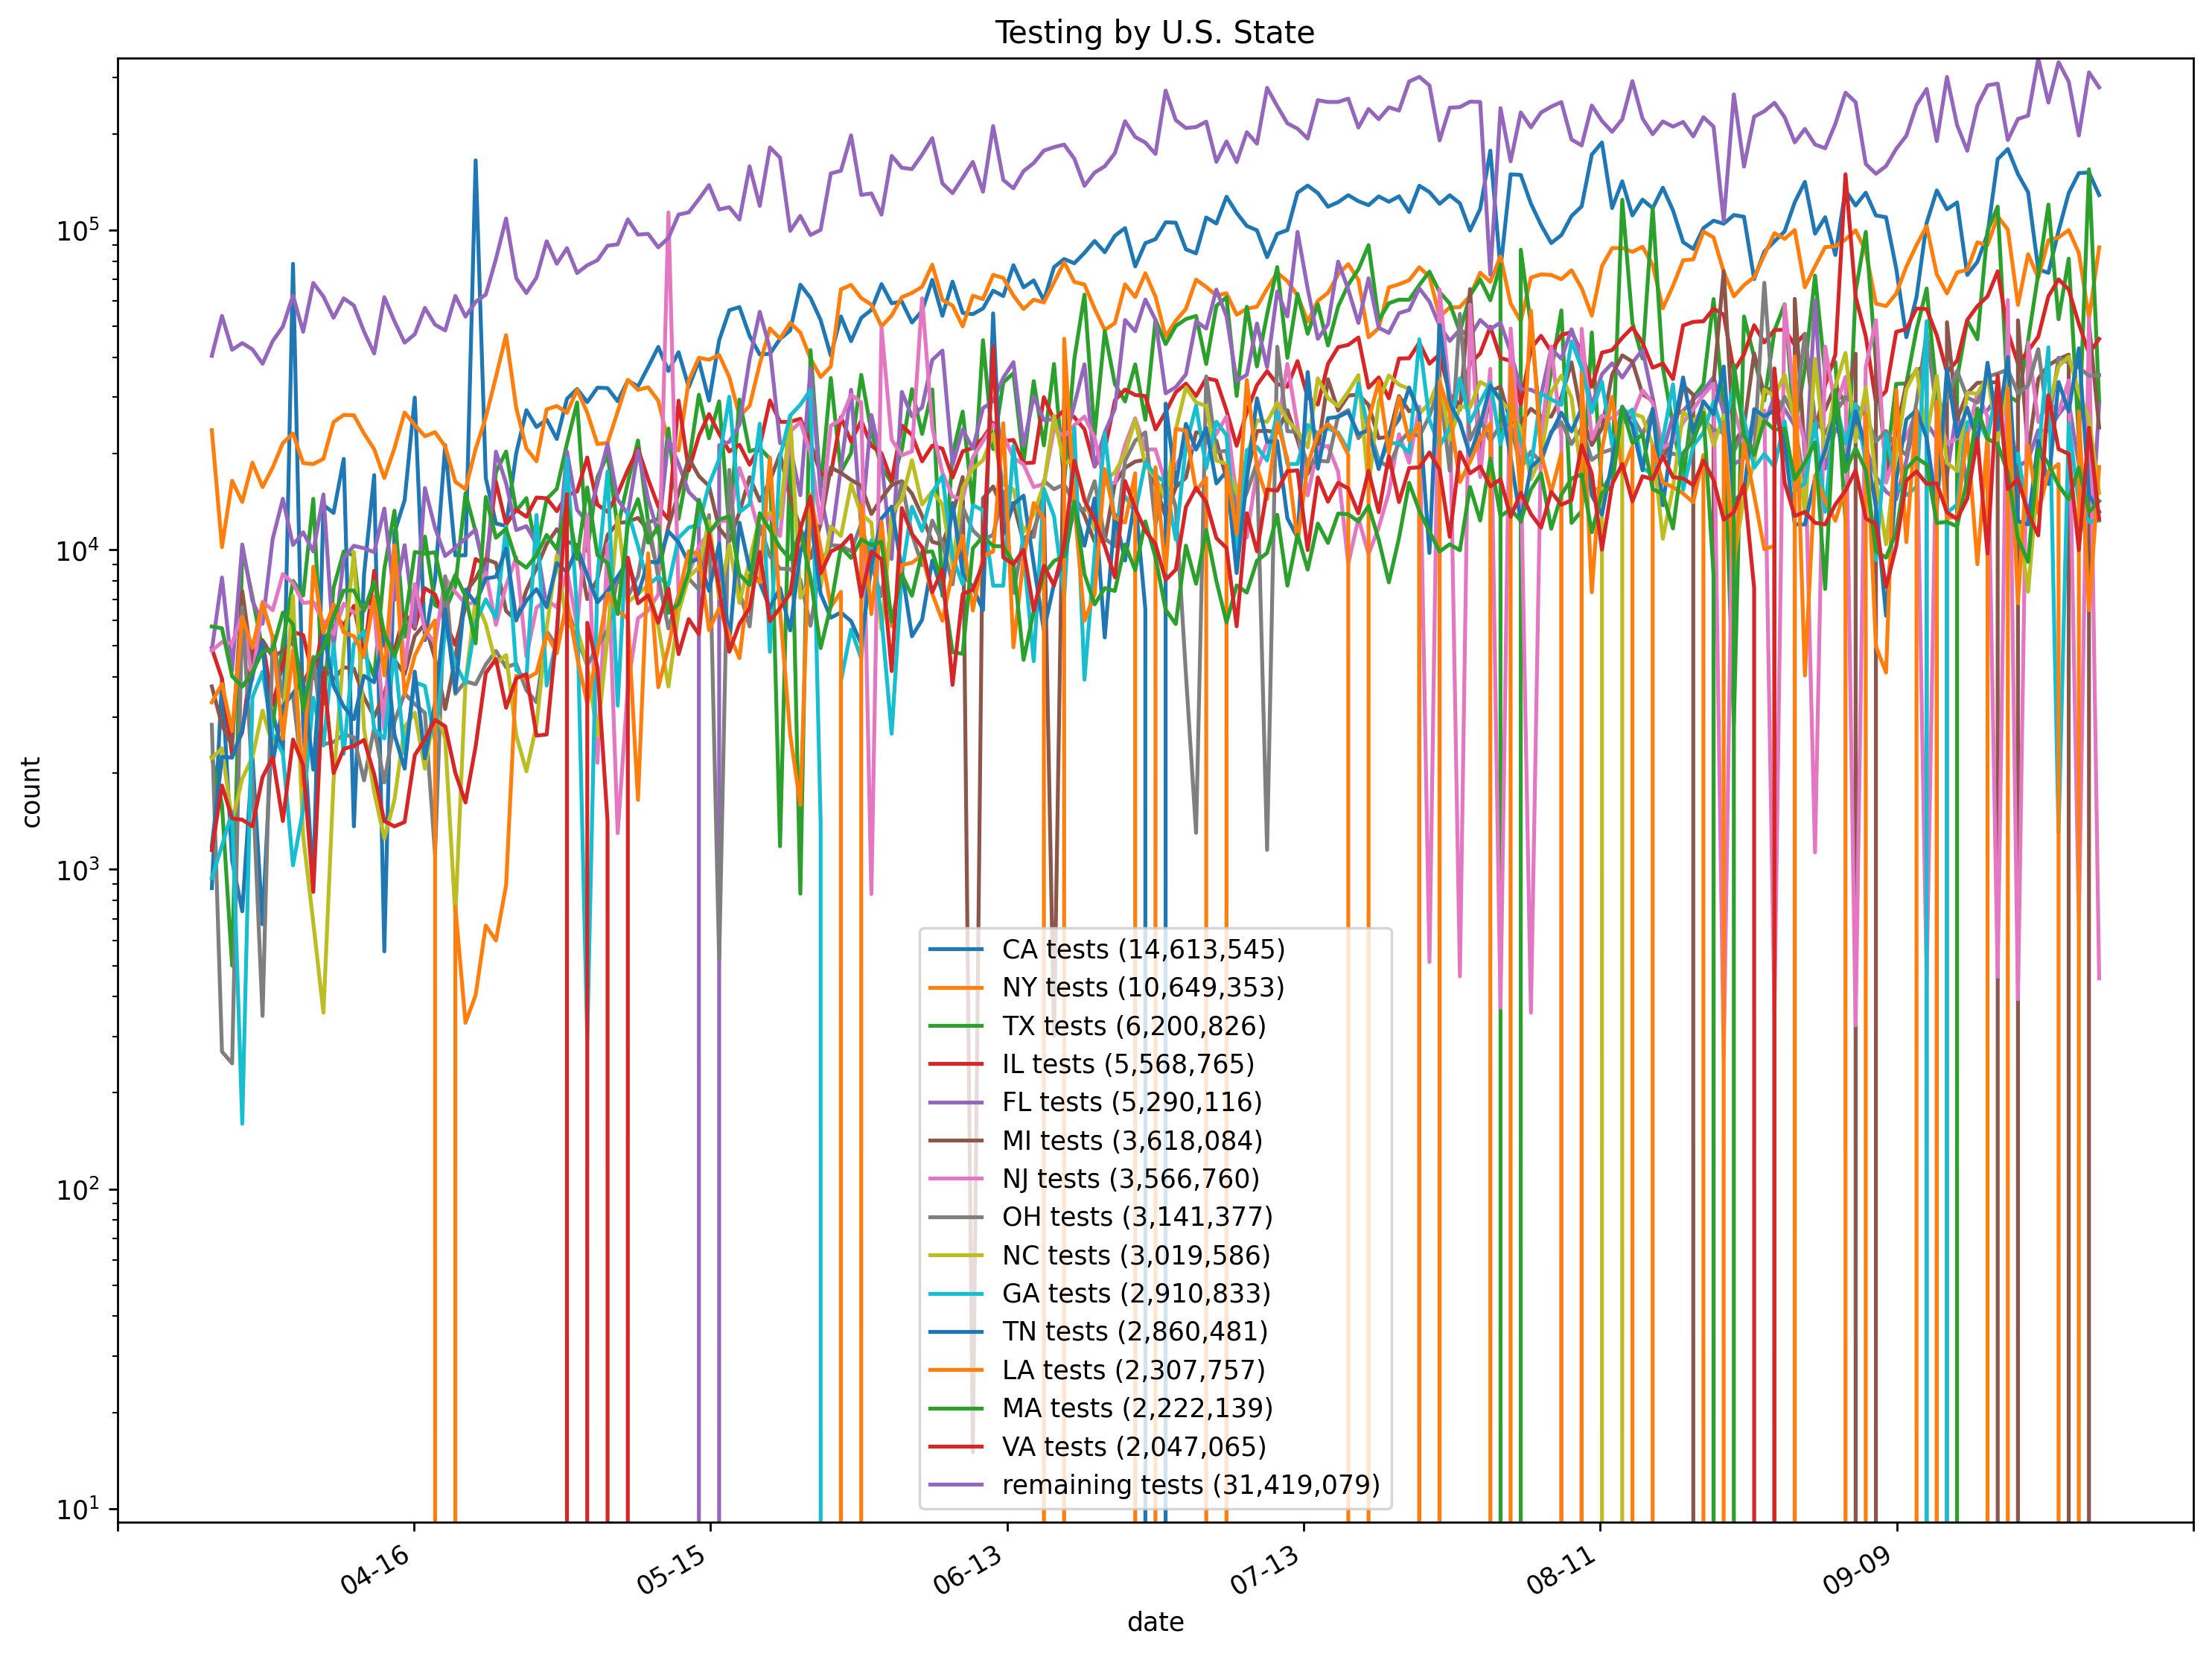 Testing by U.S. State
count
10^5
10^4
10^3
10^2
10^1
CA tests (14,613,545)
NY tests (10,649,353)
TX tests (6,200,826)
IL tests (5,568,765)
FL tests (5,290,116)
MI tests (3,618,084)
NJ tests (3,566,760)
OH tests (3,141,377)
NC tests (3,019,586)
GA tests (2,910,833)
TN tests (2,860,481)
LA tests (2,307,757)
MA tests (2,222,139)
VA tests (2,047,065)
remaining tests (31,419,079)
04-16
05-15
06-13
07-13
08-11
09-09
date